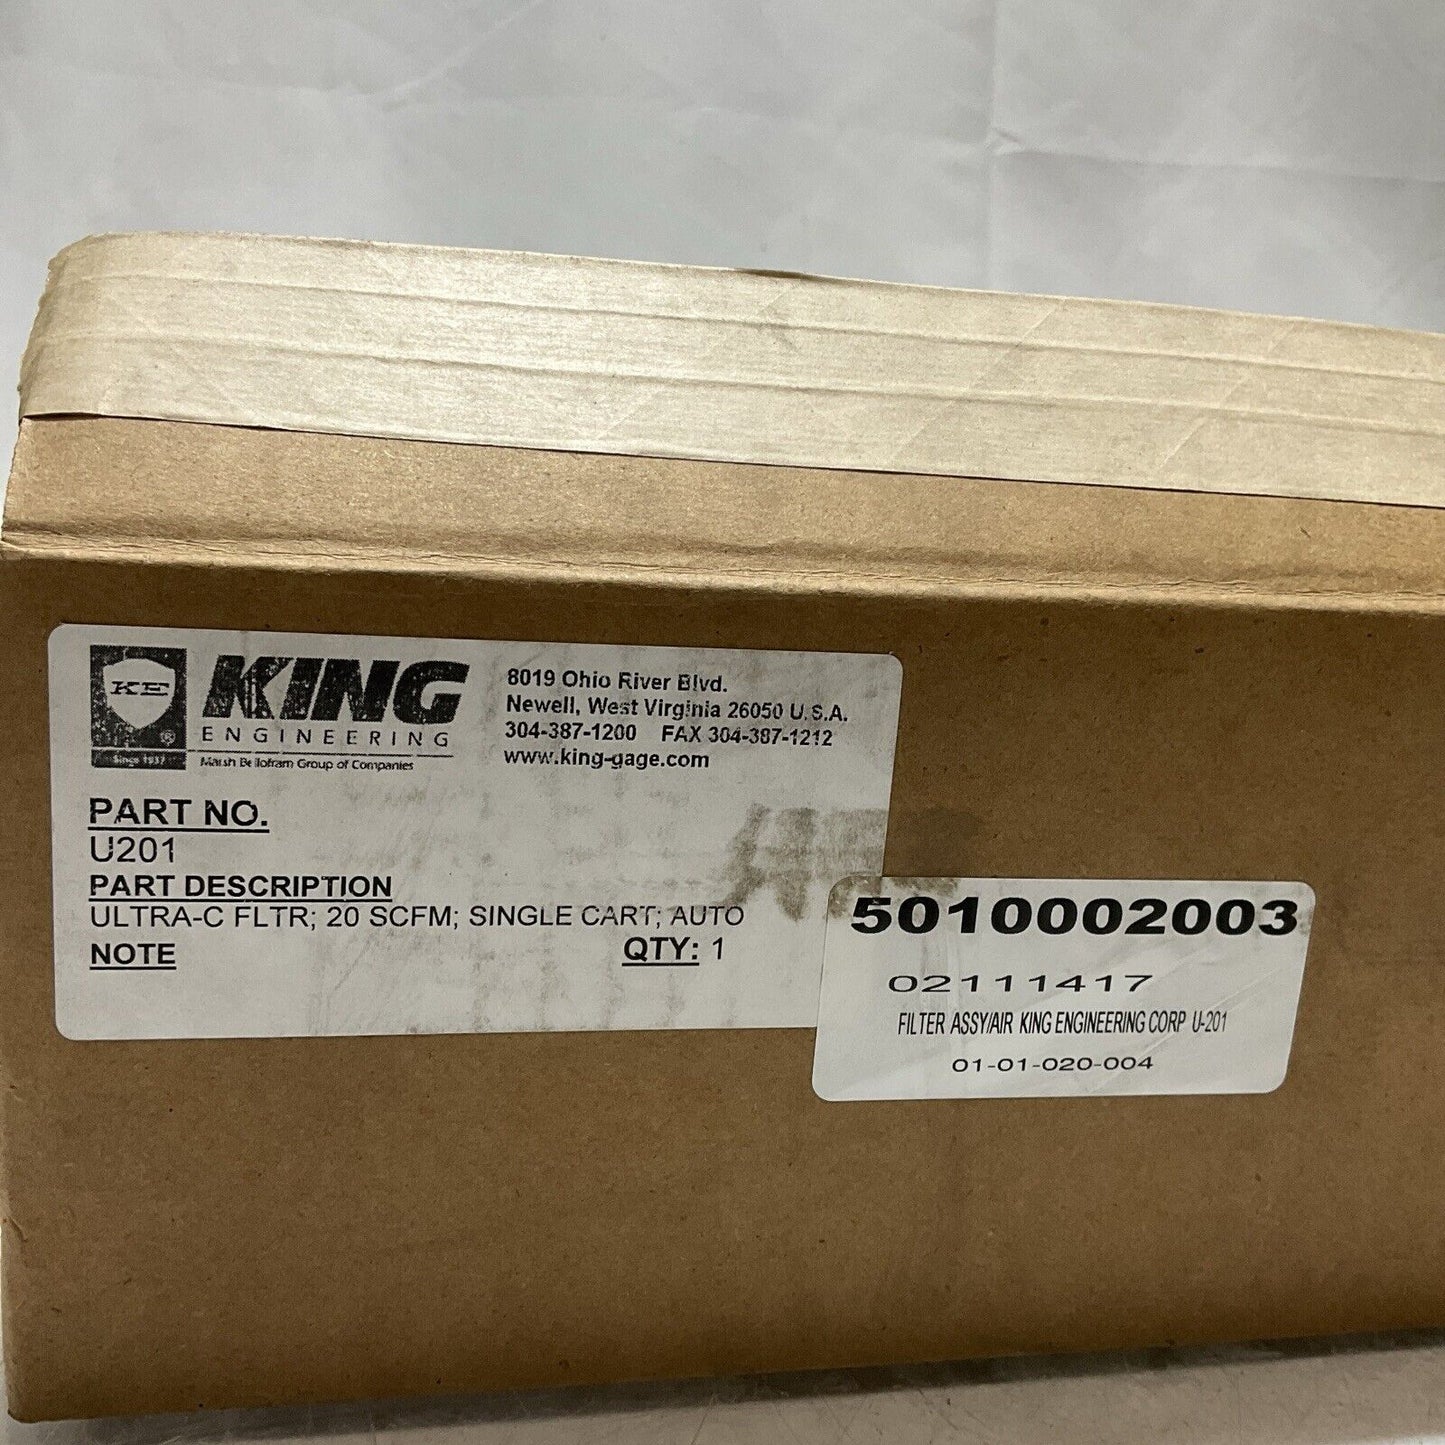 KE
®
Since 1937
KING
ENGINEERING
Marsh Bellofram Group of Companies
8019 Ohio River Blvd.
Newell, West Virginia 26050 U.S.A.
304-387-1200 FAX 304-387-1212
www.king-gage.com
PART NO.
U201
PART DESCRIPTION
ULTRA-C FLTR; 20 SCFM; SINGLE CART; AUTO
NOTE QTY: 1
5010002003
02111417
FILTER ASSY/AIR KING ENGINEERING CORP U-201
01-01-020-004